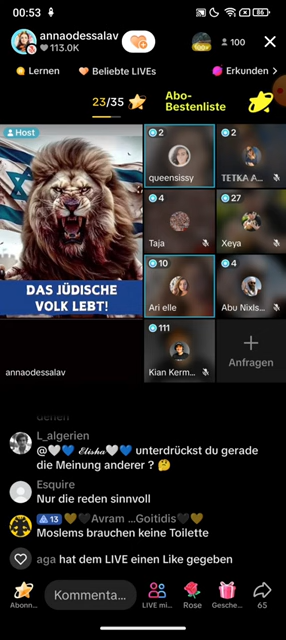 00:53
86
annaodessalav
113.0K
100
Lernen
Beliebte LIVEs
Erkunden
23/35
Abo-
Bestenliste
Host
2
queensissy
2
TETKA A...
4
Taja
27
Xeya
DAS JÜDISCHE
VOLK LEBT!
10
Ari elle
4
Abu Nixls...
annaodessalav
111
Kian Kerm...
Anfragen
L_algerien
@🤍💙 𝓔𝓵𝓲𝓼𝓱𝓪🤍💙 unterdrückst du gerade
die Meinung anderer ? 🤔
Esquire
Nur die reden sinnvoll
13 💛🖤Avram ...Goitidis🖤💛
Moslems brauchen keine Toilette
aga hat dem LIVE einen Like gegeben
Abonn...
Kommenta...
LIVE mi...
Rose
Gesche...
65